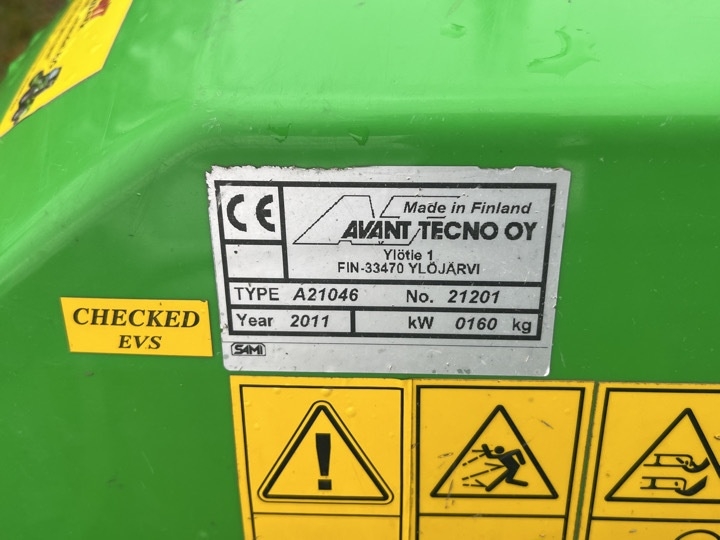 CE
Made in Finland
AVANT TECNO OY
Ylötie 1
FIN-33470 YLÖJÄRVI
TYPE A21046 No. 21201
Year 2011 kW 0160 kg
SAMI
CHECKED
EVS
!